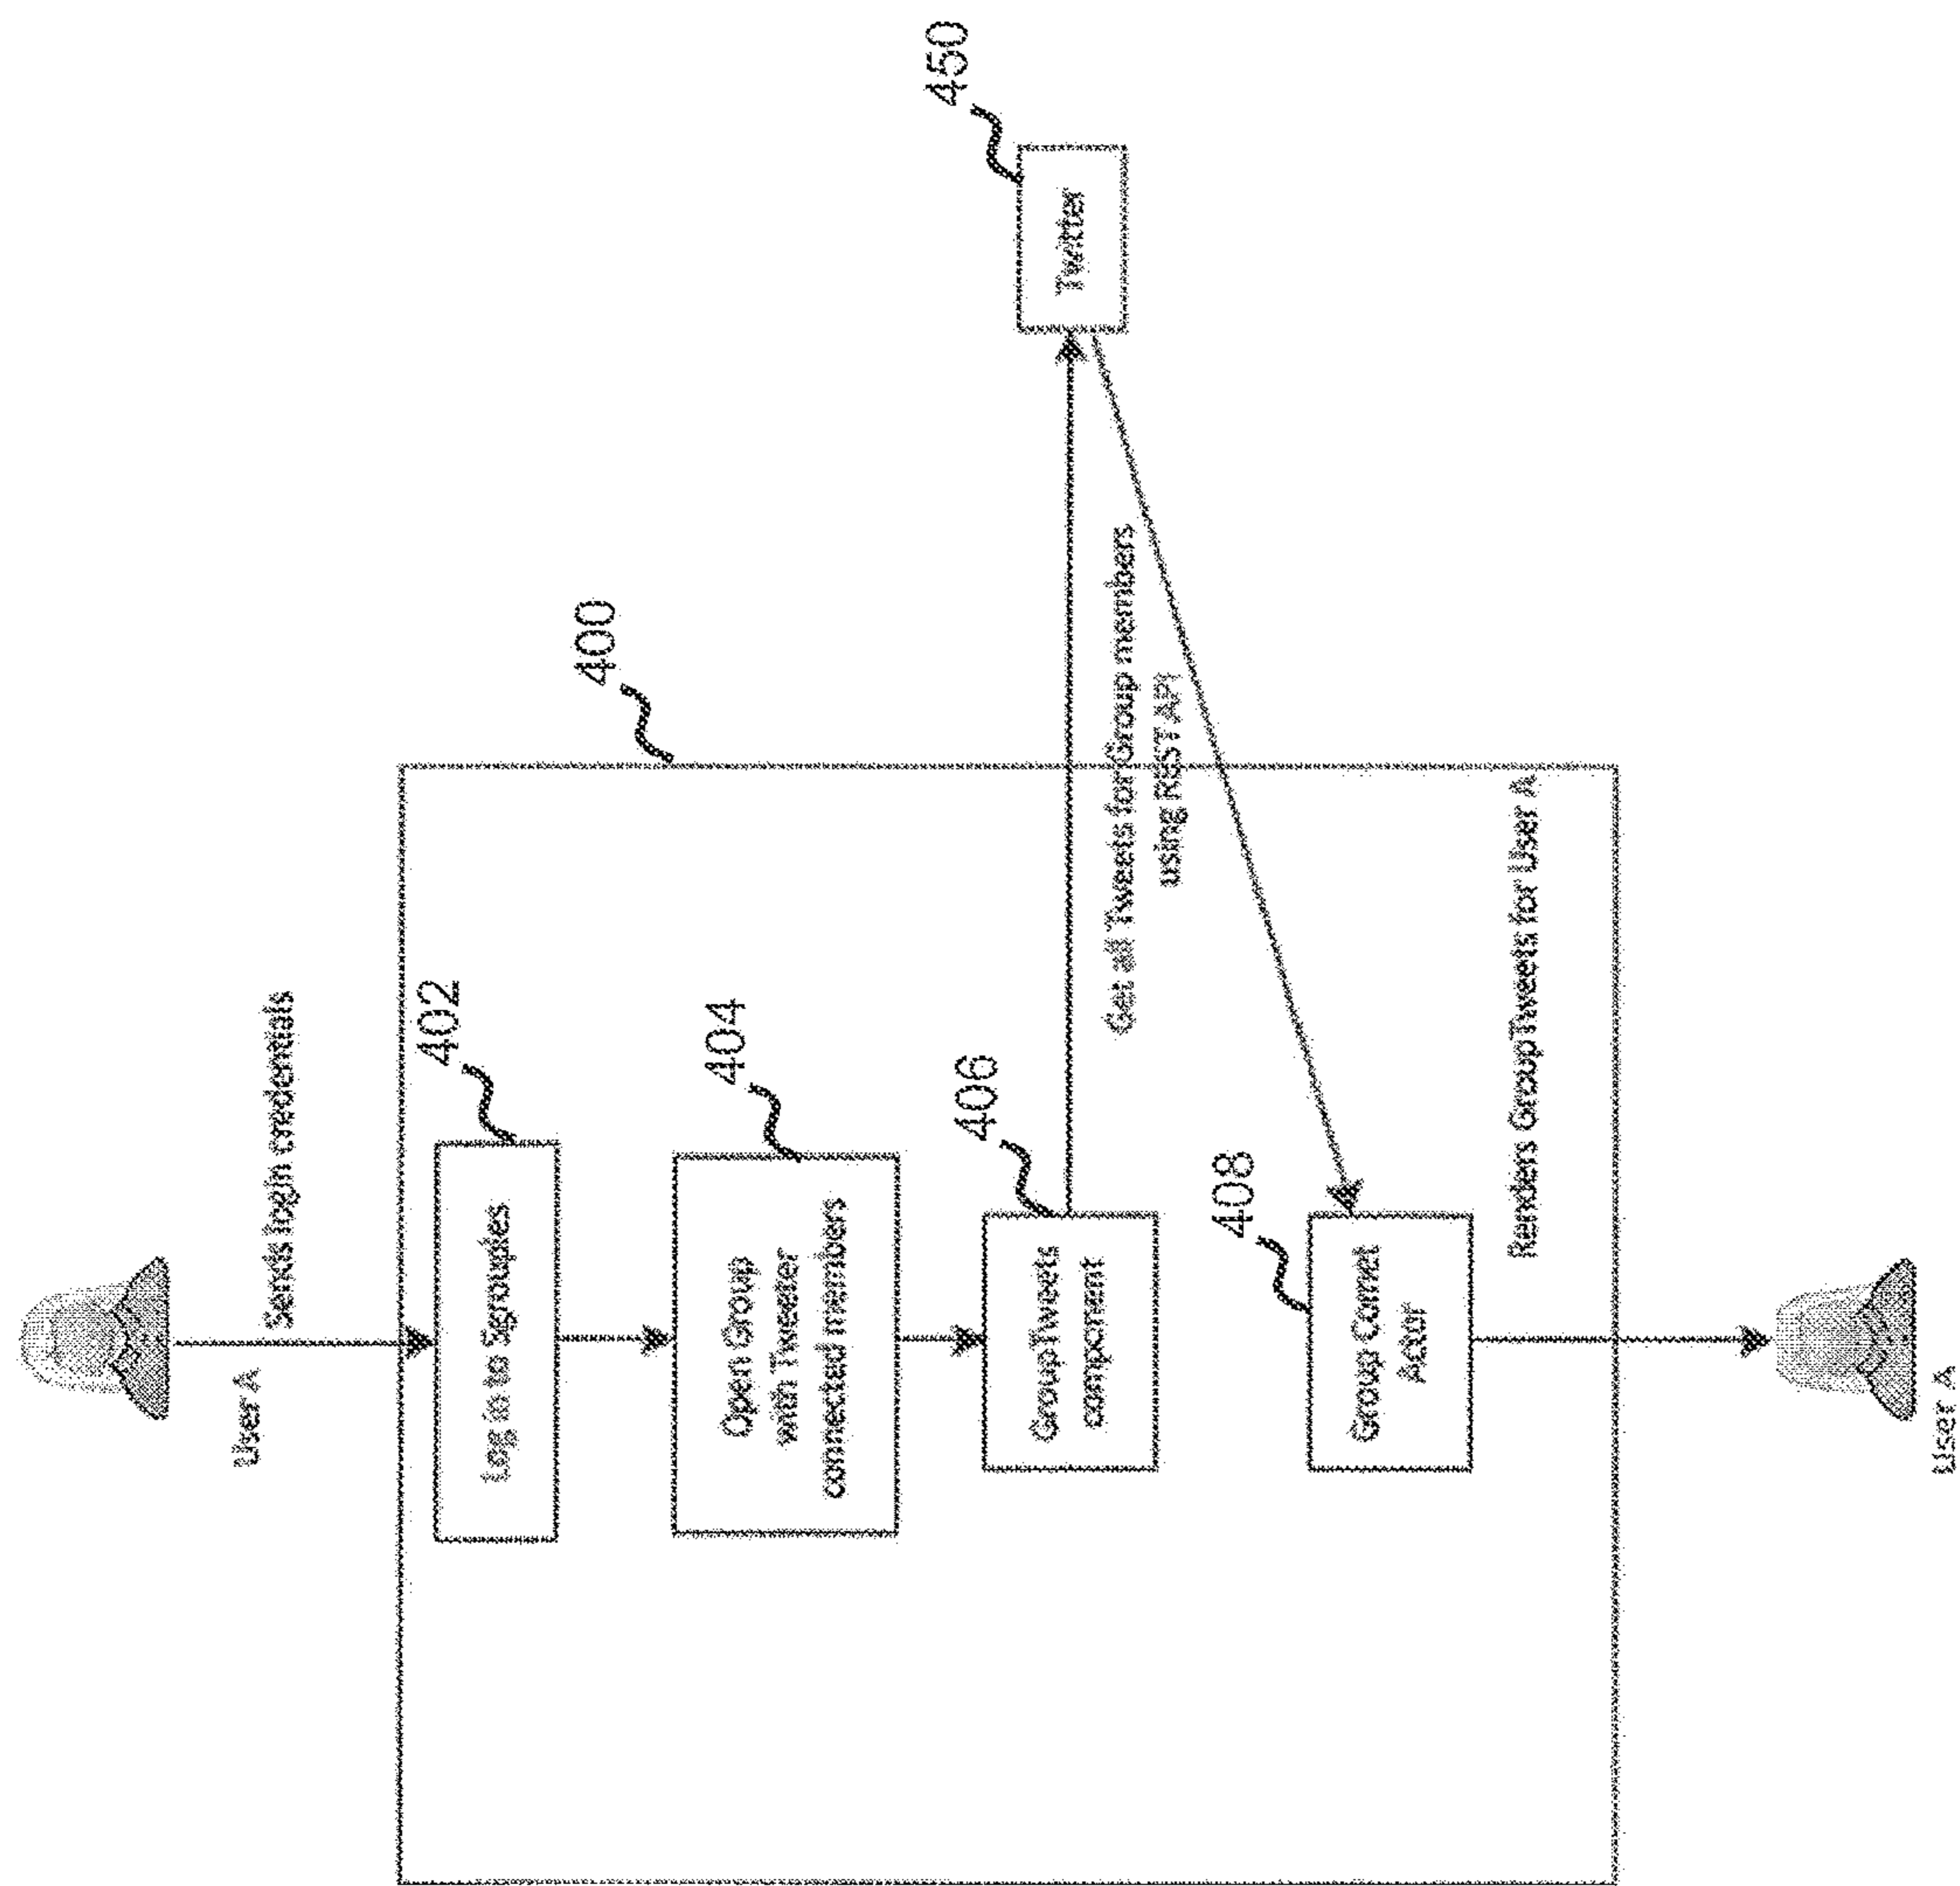 User A
Sends login credentials
400
402
Log in to Sgrouples
404
Open Group
with Tweeter
connected members
406
GroupTweets
component
450
Twitter
Get all Tweets for Group members
using REST API
408
Group Comet
Actor
Renders GroupTweets for User A
User A